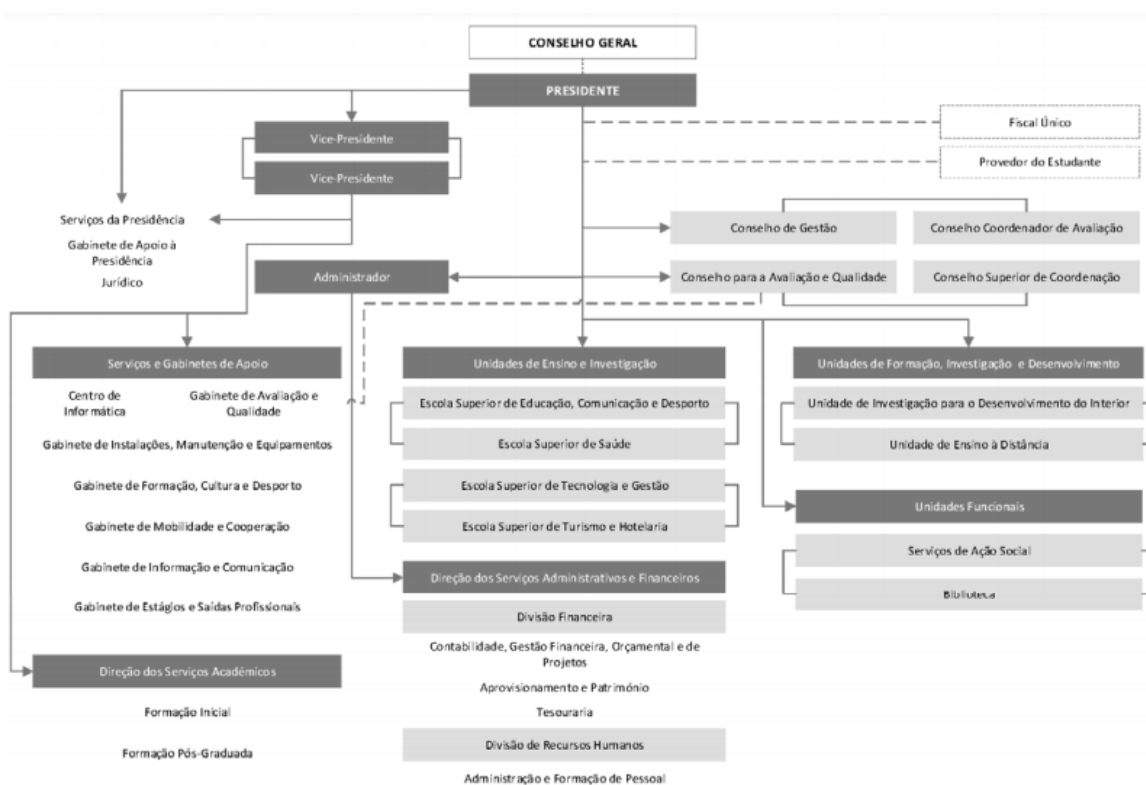 CONSELHO GERAL
PRESIDENTE
Vice-Presidente
Vice-Presidente
Fiscal Único
Provedor do Estudante
Serviços da Presidência
Gabinete de Apoio à
Presidência
Jurídico
Administrador
Conselho de Gestão
Conselho Coordenador de Avaliação
Conselho para a Avaliação e Qualidade
Conselho Superior de Coordenação
Serviços e Gabinetes de Apoio
Centro de
Informática
Gabinete de Avaliação e
Qualidade
Gabinete de Instalações, Manutenção e Equipamentos
Gabinete de Formação, Cultura e Desporto
Gabinete de Mobilidade e Cooperação
Gabinete de Informação e Comunicação
Gabinete de Estágios e Saídas Profissionais
Direção dos Serviços Académicos
Formação Inicial
Formação Pós-Graduada
Unidades de Ensino e Investigação
Escola Superior de Educação, Comunicação e Desporto
Escola Superior de Saúde
Escola Superior de Tecnologia e Gestão
Escola Superior de Turismo e Hotelaria
Direção dos Serviços Administrativos e Financeiros
Divisão Financeira
Contabilidade, Gestão Financeira, Orçamental e de
Projetos
Aprovisionamento e Património
Tesouraria
Divisão de Recursos Humanos
Administração e Formação de Pessoal
Unidades de Formação, Investigação e Desenvolvimento
Unidade de Investigação para o Desenvolvimento do Interior
Unidade de Ensino à Distância
Unidades Funcionais
Serviços de Ação Social
Biblioteca